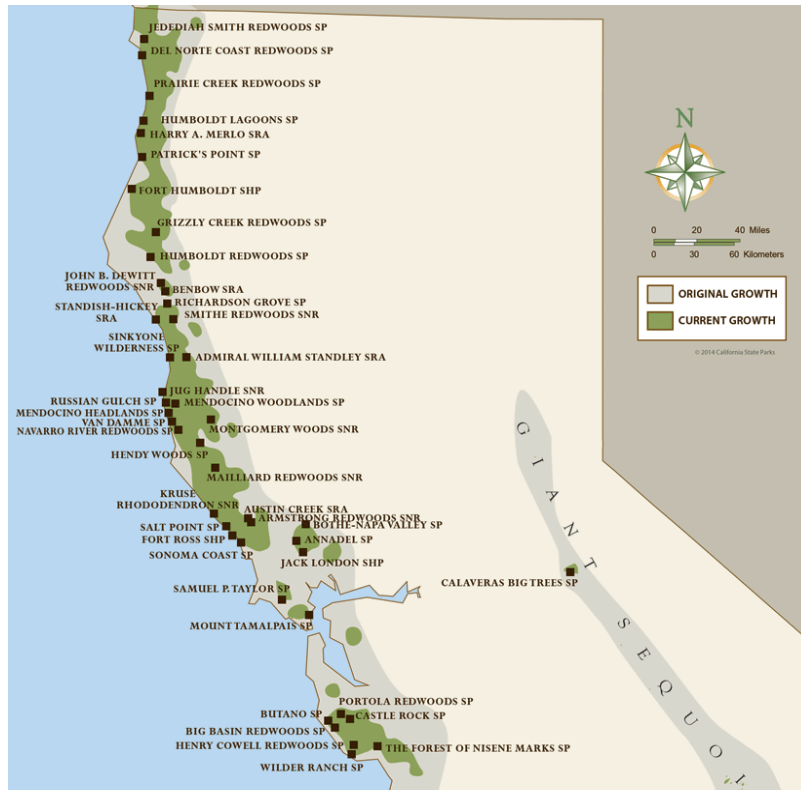 JEDEDIAH SMITH REDWOODS SP
DEL NORTE COAST REDWOODS SP
PRAIRIE CREEK REDWOODS SP
N
HUMBOLDT LAGOONS SP
HARRY A. MERLO SRA
PATRICK'S POINT SP
FORT HUMBOLDT SHP
GRIZZLY CREEK REDWOODS SP
0 20 40 Miles
0 30 60 Kilometers
HUMBOLDT REDWOODS SP
JOHN B. DEWITT
REDWOODS SNR
BENBOW SRA
ORIGINAL GROWTH
RICHARDSON GROVE SP
STANDISH-HICKEY
SRA
SMITHE REDWOODS SNR
CURRENT GROWTH
SINKYONE
WILDERNESS SP
ADMIRAL WILLIAM STANDLEY SRA
© 2014 California State Parks
JUG HANDLE SNR
RUSSIAN GULCH SP
MENDOCINO WOODLANDS SP
MENDOCINO HEADLANDS SP
VAN DAMME SP
NAVARRO RIVER REDWOODS SP
MONTGOMERY WOODS SNR
HENDY WOODS SP
MAILLIARD REDWOODS SNR
KRUSE
RHODODENDRON SNR
AUSTIN CREEK SRA
ARMSTRONG REDWOODS SNR
BOTHE-NAPA VALLEY SP
SALT POINT SP
FORT ROSS SHP
ANNADEL SP
SONOMA COAST SP
JACK LONDON SHP
CALAVERAS BIG TREES SP
SAMUEL P. TAYLOR SP
MOUNT TAMALPAIS SP
GIANT SEQUOI
PORTOLA REDWOODS SP
BUTANO SP
CASTLE ROCK SP
BIG BASIN REDWOODS SP
HENRY COWELL REDWOODS SP
THE FOREST OF NISENE MARKS SP
WILDER RANCH SP